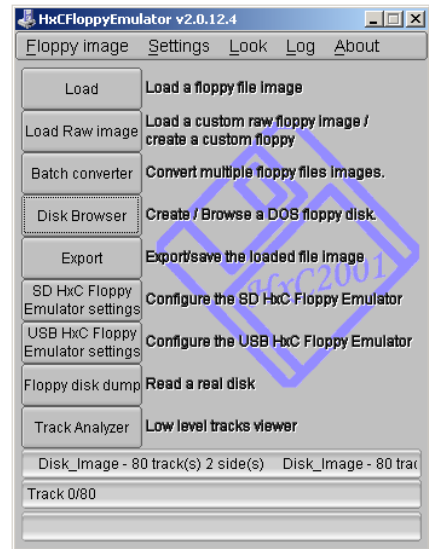 HxCFloppyEmulator v2.0.12.4
Floppy image Settings Look Log About
Load
Load a floppy file image
Load Raw image
Load a custom raw floppy image /
create a custom floppy
Batch converter
Convert multiple floppy files images.
Disk Browser
Create / Browse a DOS floppy disk.
Export
Export/save the loaded file image
HxC2001
SD HxC Floppy
Emulator settings
Configure the SD HxC Floppy Emulator
USB HxC Floppy
Emulator settings
Configure the USB HxC Floppy Emulator
Floppy disk dump
Read a real disk
Track Analyzer
Low level tracks viewer
Disk_Image - 80 track(s) 2 side(s) Disk_Image - 80 trac
Track 0/80